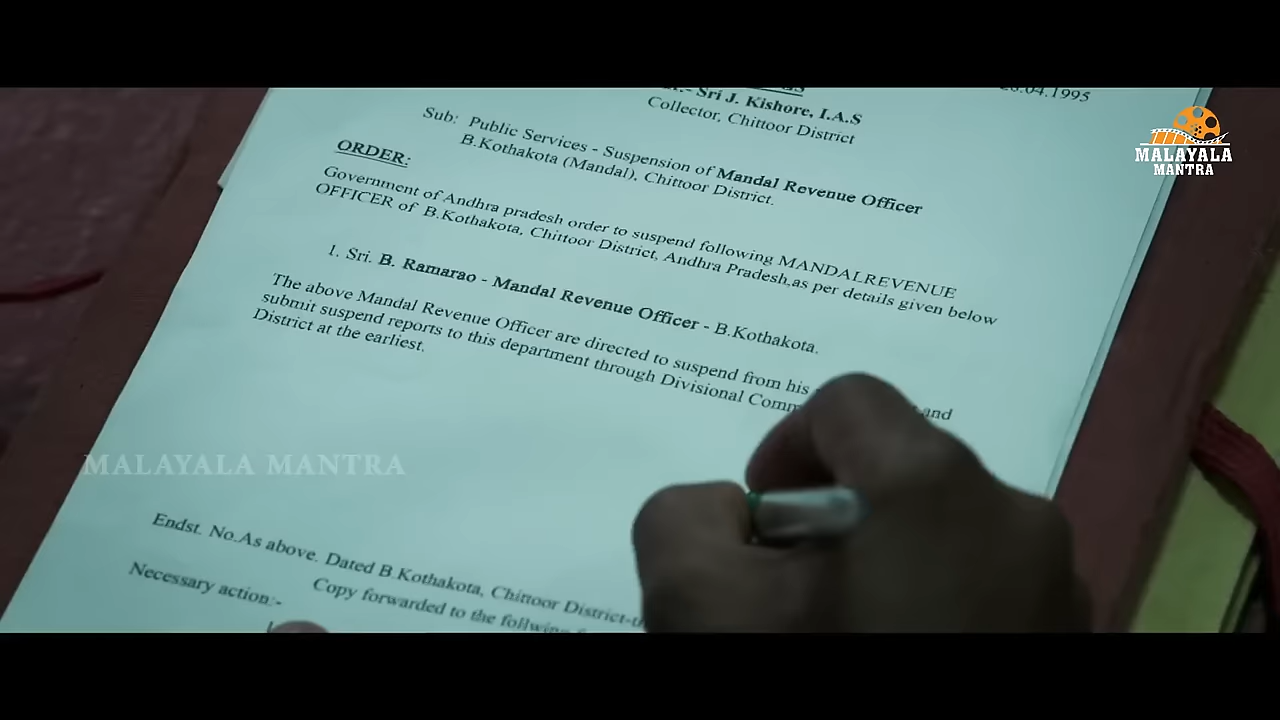 28.04.1995
Sri J. Kishore, I.A.S
Collector, Chittoor District
Sub: Public Services - Suspension of Mandal Revenue Officer
B.Kothakota (Mandal), Chittoor District.
ORDER:
Government of Andhra pradesh order to suspend following MANDALREVENUE
OFFICER of B.Kothakota, Chittoor District, Andhra Pradesh,as per details given below
1. Sri. B. Ramarao - Mandal Revenue Officer - B.Kothakota.
The above Mandal Revenue Officer are directed to suspend from his and
submit suspend reports to this department through Divisional
District at the earliest.
Endst. No.As above. Dated B.Kothakota, Chittoor District-
Copy forwarded to the follwing
Necessary action:-
MALAYALA
MANTRA
MALAYALA MANTRA